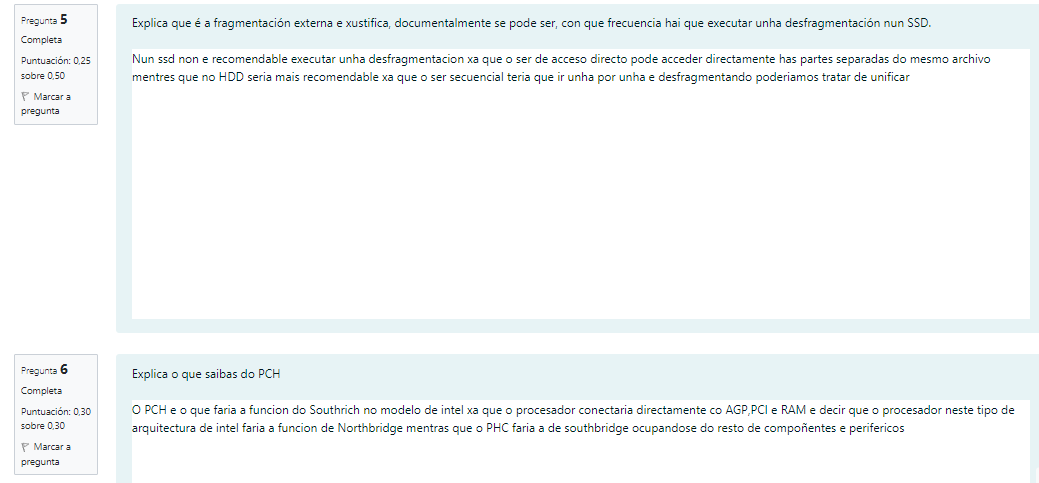 Pregunta 5
Completa
Puntuación: 0,25
sobre 0,50
Marcar a
pregunta
Explica que é a fragmentación externa e xustifica, documentalmente se pode ser, con que frecuencia hai que executar unha desfragmentación nun SSD.
Nun ssd non e recomendable executar unha desfragmentacion xa que o ser de acceso directo pode acceder directamente has partes separadas do mesmo archivo
mentres que no HDD seria mais recomendable xa que o ser secuencial teria que ir unha por unha e desfragmentando poderiamos tratar de unificar
Pregunta 6
Completa
Puntuación: 0,30
sobre 0,30
Marcar a
pregunta
Explica o que saibas do PCH
O PCH e o que faria a funcion do Southrich no modelo de intel xa que o procesador conectaria directamente co AGP,PCI e RAM e decir que o procesador neste tipo de
arquitectura de intel faria a funcion de Northbridge mentras que o PHC faria a de southbridge ocupandose do resto de compoñentes e perifericos